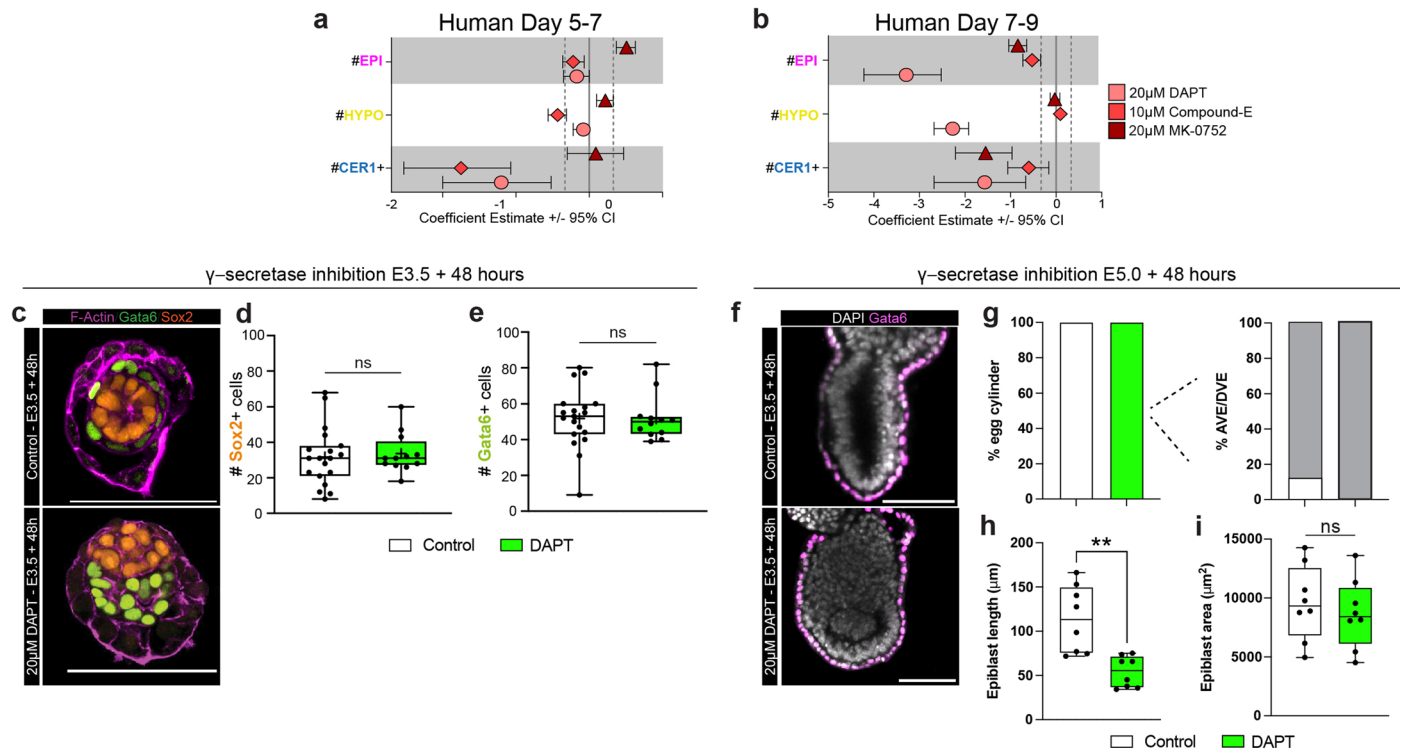 a
Human Day 5-7
#EPI
#HYPO
#CER1+
-2
-1
0
1
Coefficient Estimate +/- 95% CI
b
Human Day 7-9
#EPI
#HYPO
#CER1+
-5
-4
-3
-2
-1
0
1
Coefficient Estimate +/- 95% CI
20µM DAPT
10µM Compound-E
20µM MK-0752
γ–secretase inhibition E3.5 + 48 hours
γ–secretase inhibition E5.0 + 48 hours
c
F-Actin Gata6 Sox2
Control - E3.5 + 48h
20µM DAPT - E3.5 + 48h
d
# Sox2+ cells
100
80
60
40
20
0
ns
e
# Gata6+ cells
100
80
60
40
20
0
ns
Control
DAPT
f
DAPI Gata6
Control - E3.5 + 48h
20µM DAPT - E3.5 + 48h
g
% egg cylinder
100
80
60
40
20
0
% AVE/DVE
100
80
60
40
20
0
h
Epiblast length (µm)
200
150
100
50
0
**
i
Epiblast area (µm²)
15000
10000
5000
0
ns
Control
DAPT